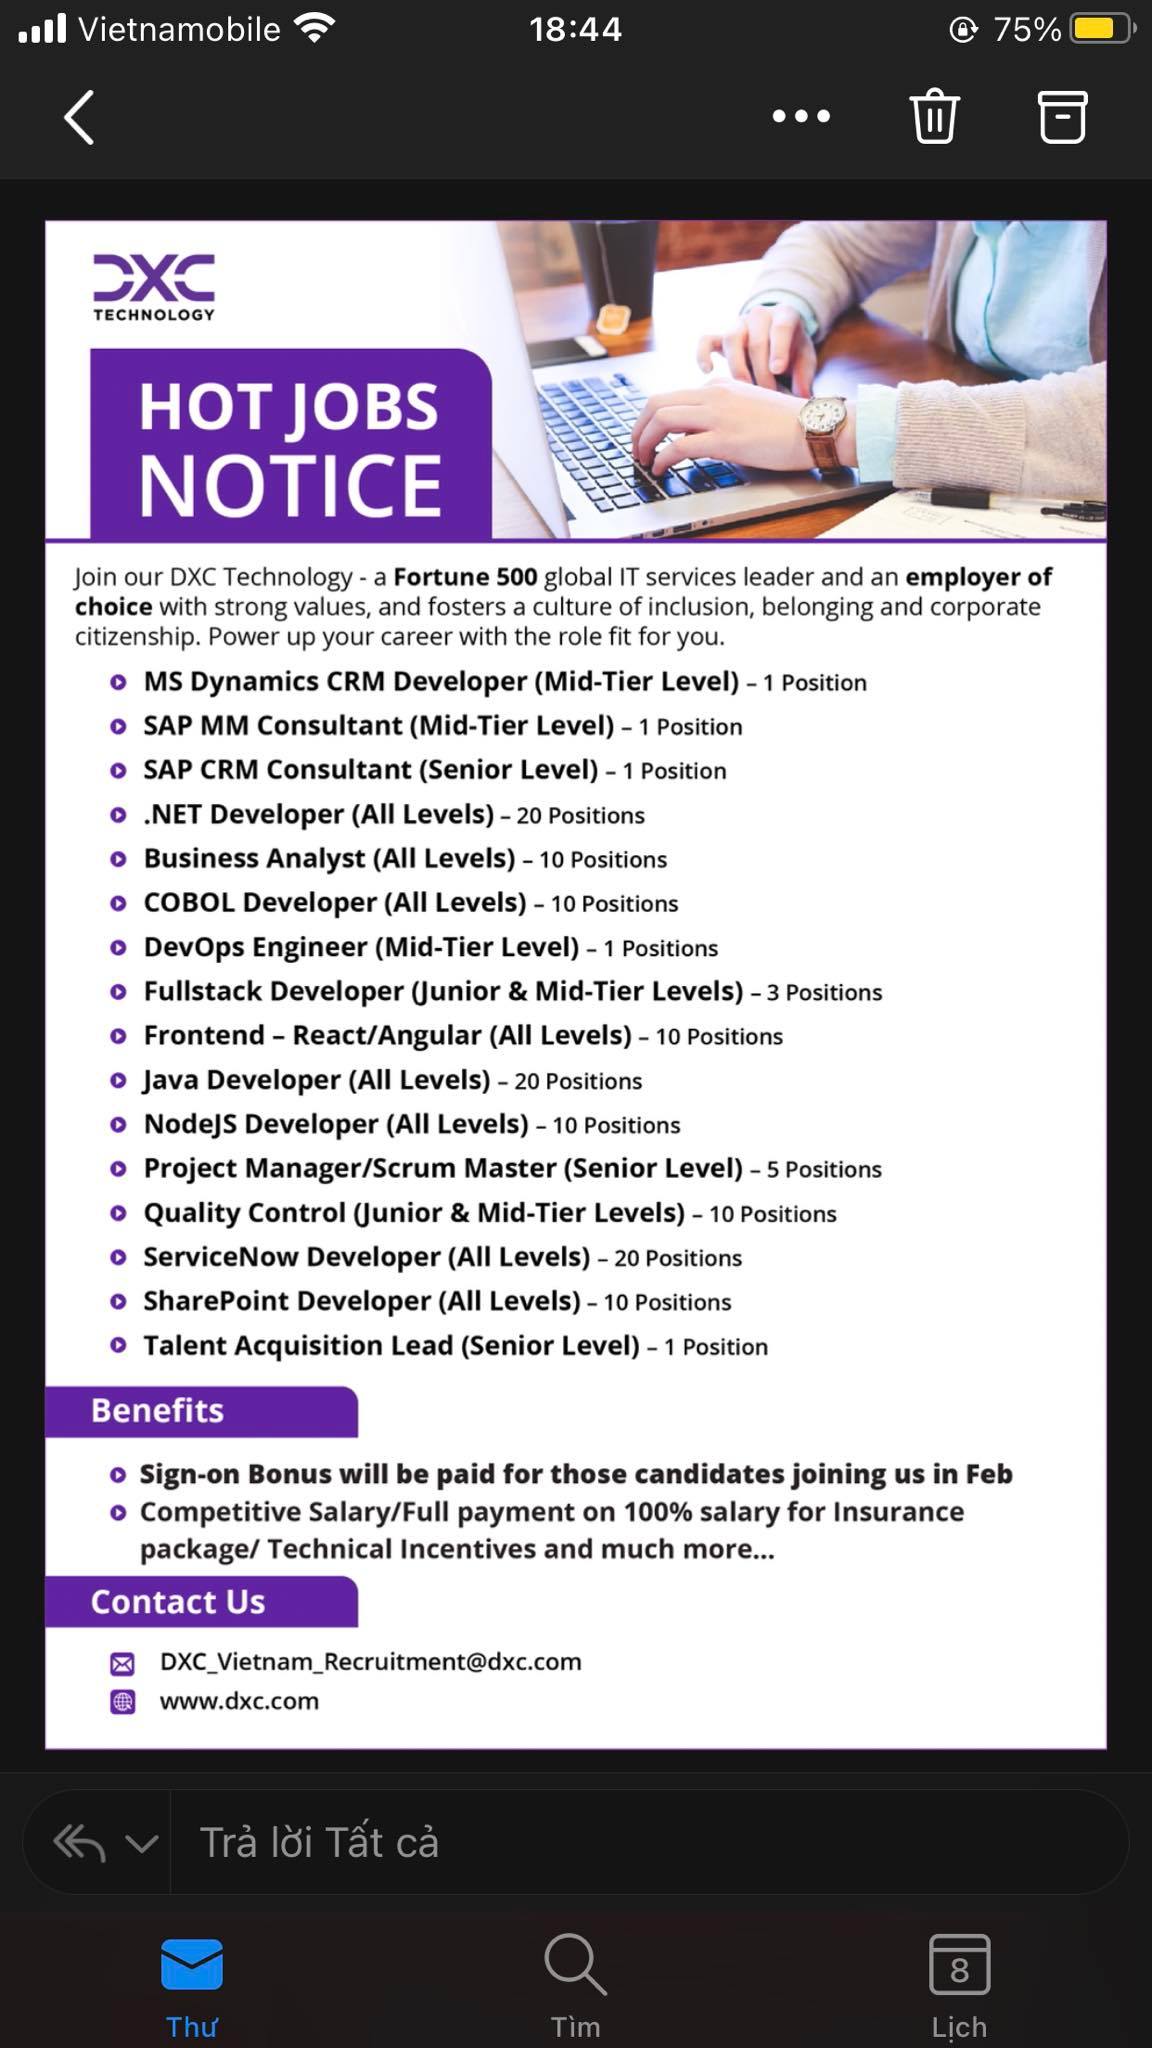 Vietnamobile 18:44 75%
DXC
TECHNOLOGY
HOT JOBS
NOTICE
Join our DXC Technology - a Fortune 500 global IT services leader and an employer of
choice with strong values, and fosters a culture of inclusion, belonging and corporate
citizenship. Power up your career with the role fit for you.
MS Dynamics CRM Developer (Mid-Tier Level) – 1 Position
SAP MM Consultant (Mid-Tier Level) – 1 Position
SAP CRM Consultant (Senior Level) – 1 Position
.NET Developer (All Levels) – 20 Positions
Business Analyst (All Levels) – 10 Positions
COBOL Developer (All Levels) – 10 Positions
DevOps Engineer (Mid-Tier Level) – 1 Positions
Fullstack Developer (Junior & Mid-Tier Levels) – 3 Positions
Frontend – React/Angular (All Levels) – 10 Positions
Java Developer (All Levels) – 20 Positions
NodeJS Developer (All Levels) – 10 Positions
Project Manager/Scrum Master (Senior Level) – 5 Positions
Quality Control (Junior & Mid-Tier Levels) – 10 Positions
ServiceNow Developer (All Levels) – 20 Positions
SharePoint Developer (All Levels) – 10 Positions
Talent Acquisition Lead (Senior Level) – 1 Position
Benefits
Sign-on Bonus will be paid for those candidates joining us in Feb
Competitive Salary/Full payment on 100% salary for Insurance
package/ Technical Incentives and much more...
Contact Us
DXC_Vietnam_Recruitment@dxc.com
www.dxc.com
Trả lời Tất cả
8
Thư Tìm Lịch